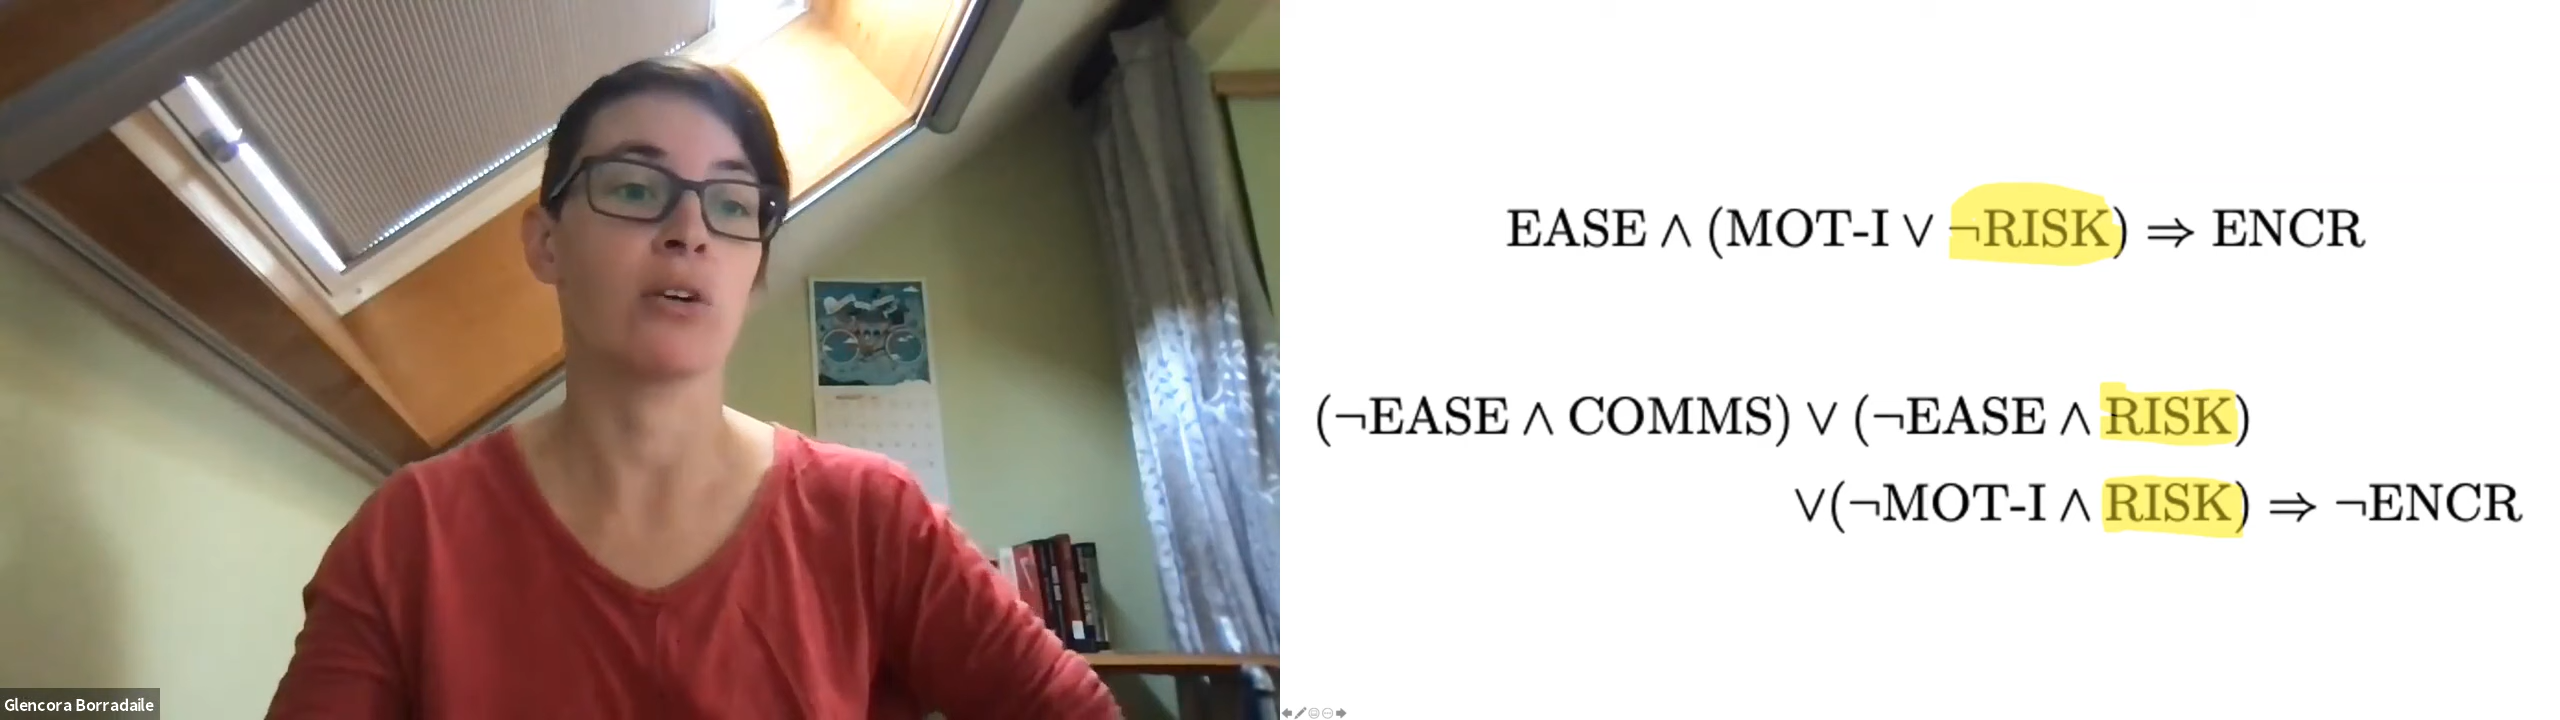 Glencora Borradaile
EASE ∧ (MOT-I ∨ ¬RISK) ⇒ ENCR
(¬EASE ∧ COMMS) ∨ (¬EASE ∧ RISK)
∨(¬MOT-I ∧ RISK) ⇒ ¬ENCR